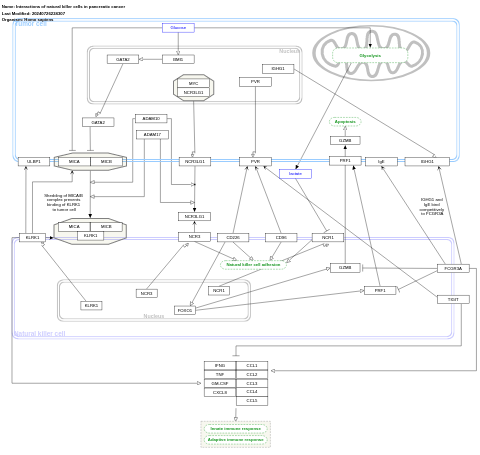 Name: Interactions of natural killer cells in pancreatic cancer
Last Modified: 20240726234307
Organism: Homo sapiens
Tumor cell
Glucose
Nucleus
GATA2
Glycolysis
IGHG1
PVR
MYC
NCR3LG1
GATA2
ADAM10
ADAM17
Apoptosis
GZMB
ULBP1
MICA
MICB
NCR3LG1
PVR
PRF1
IgE
IGHG1
Lactate
Shedding of MICA/B
complex prevents
binding of KLRK1
to tumor cell
IGHG1 and
IgE bind
competitively
to FCGR3A
NCR3LG1
MICA
MICB
KLRK1
KLRK1
NCR3
CD226
CD96
NCR1
Natural killer cell adhesion
GZMB
FCGR3A
NCR3
NCR1
PRF1
TIGIT
KLRK1
FOXO1
Nucleus
Natural killer cell
IFNG
CCL1
TNF
CCL2
GM-CSF
CCL3
CXCL8
CCL4
CCL5
Innate immune response
Adaptive immune response